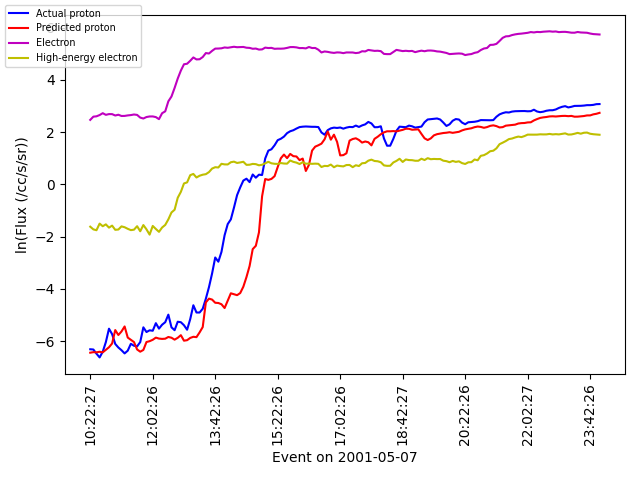 Actual proton
Predicted proton
Electron
High-energy electron
4
2
0
−2
−4
−6
ln(Flux (/cc/s/sr))
10:22:27
12:02:26
13:42:26
15:22:26
17:02:26
18:42:27
20:22:26
22:02:27
23:42:26
Event on 2001-05-07